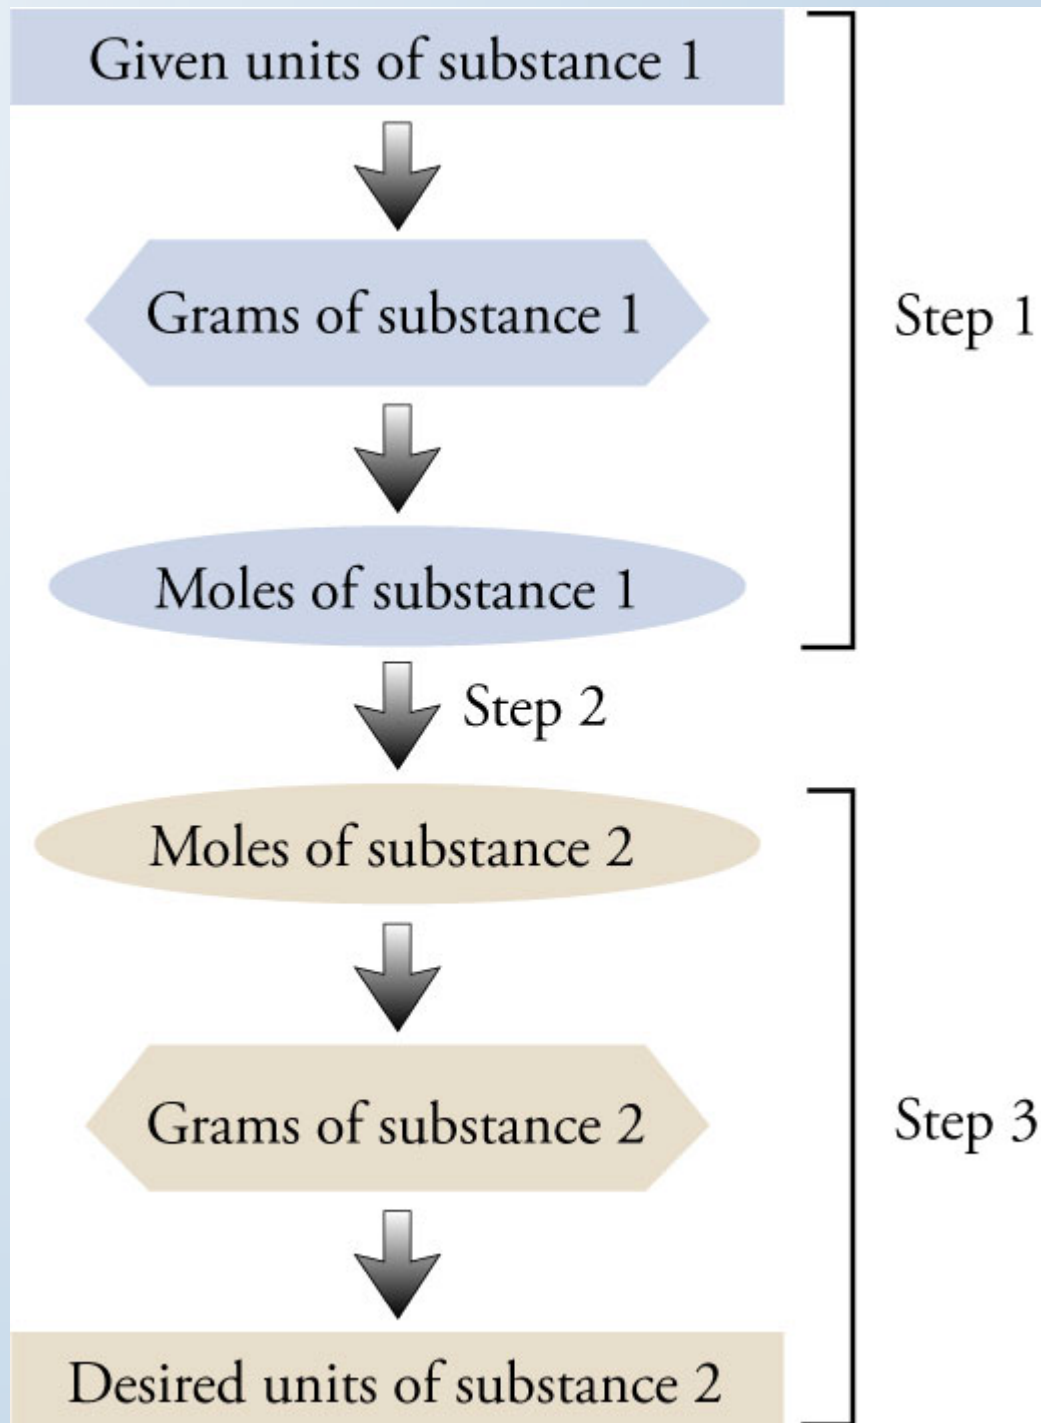 Given units of substance 1
Grams of substance 1
Step 1
Moles of substance 1
Step 2
Moles of substance 2
Grams of substance 2
Step 3
Desired units of substance 2